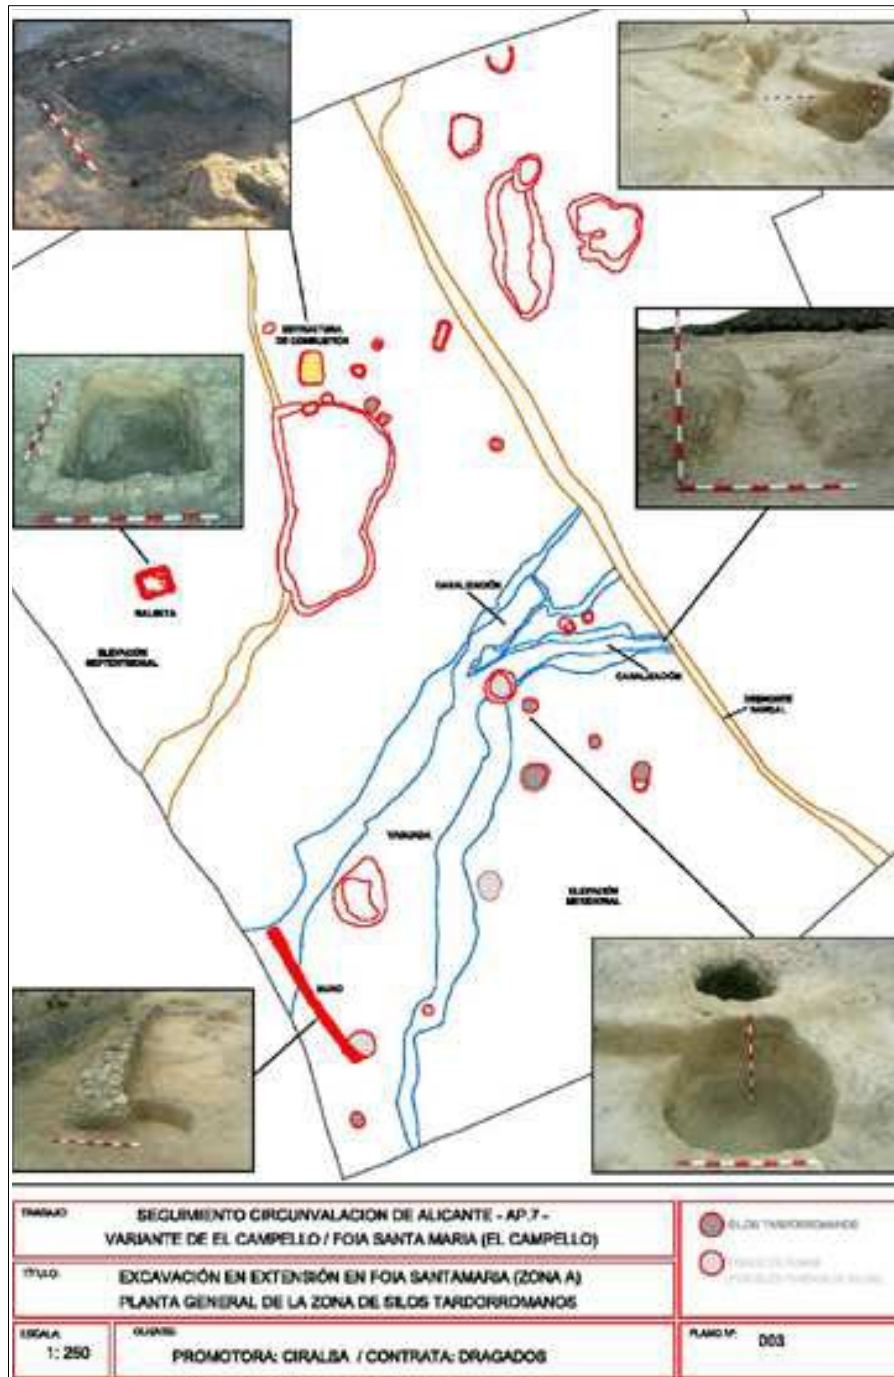 ESTRUCTURA
DE COMBUSTIÓN
BALSETA
ELEVACIÓN
SEPTENTRIONAL
CANALIZACIÓN
CANALIZACIÓN
DESMONTE
VAGUADA
ELEVACIÓN
MERIDIONAL
MURO
TRABAJO
SEGUIMIENTO CIRCUNVALACION DE ALICANTE - AP.7 -
VARIANTE DE EL CAMPELLO / FOIA SANTA MARIA (EL CAMPELLO)
TÍTULO:
EXCAVACIÓN EN EXTENSIÓN EN FOIA SANTAMARIA (ZONA A)
PLANTA GENERAL DE LA ZONA DE SILOS TARDORROMANOS
SILOS TARDORROMANOS
ESCALA:
1: 250
PROMOTORA: CIRALSA / CONTRATA: DRAGADOS
PLANO Nº:
003